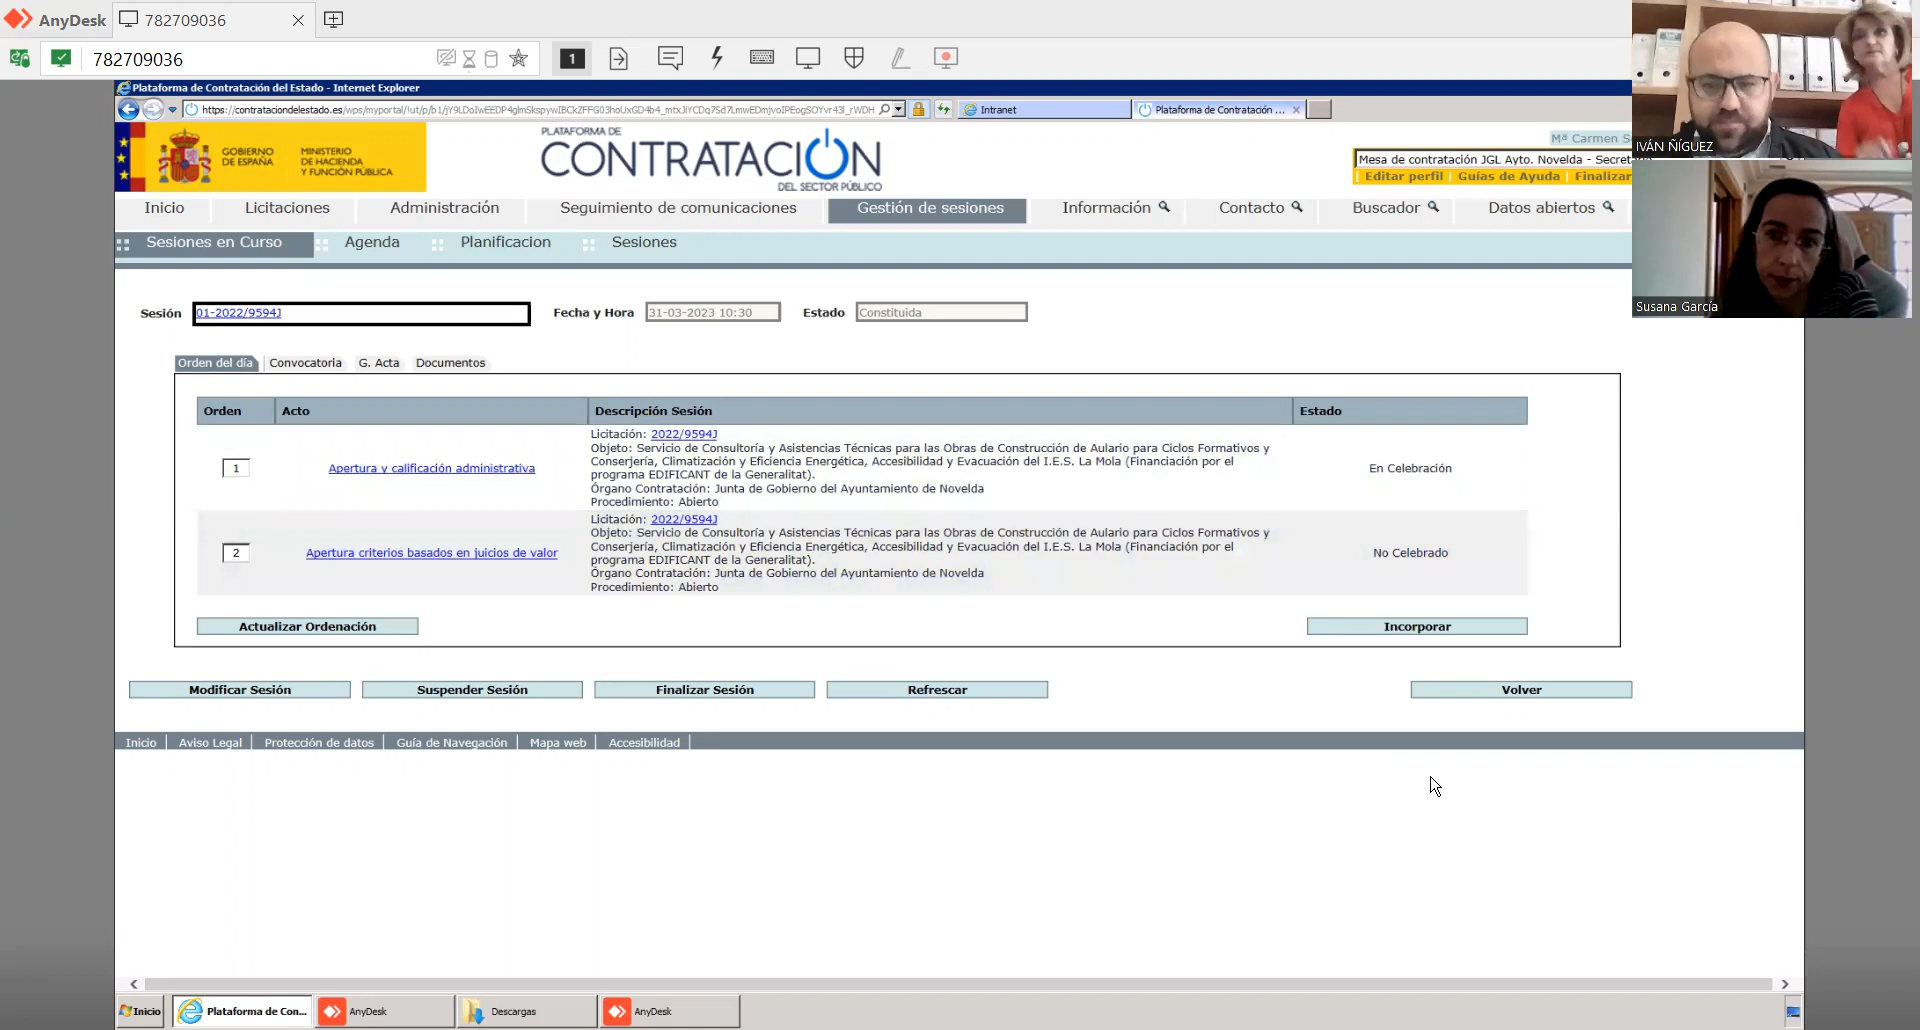 AnyDesk
782709036
782709036
1
Plataforma de Contratación del Estado - Internet Explorer
Intranet
Plataforma de Contratación ...
GOBIERNO
DE ESPAÑA
MINISTERIO
DE HACIENDA
Y FUNCIÓN PÚBLICA
PLATAFORMA DE
CONTRATACIÓN
DEL SECTOR PÚBLICO
Mª Carmen
Mesa de contratación JGL Ayto. Novelda -
Editar perfil | Guías de Ayuda | Finalizar
Inicio
Licitaciones
Administración
Seguimiento de comunicaciones
Gestión de sesiones
Información
Contacto
Buscador
Datos abiertos
Sesiones en Curso
Agenda
Planificacion
Sesiones
Sesión
01-2022/9594J
Fecha y Hora
31-03-2023 10:30
Estado
Constituida
Orden del día
Convocatoria
G. Acta
Documentos
Orden
Acto
Descripción Sesión
Estado
1
Apertura y calificación administrativa
Licitación: 2022/9594J
Objeto: Servicio de Consultoría y Asistencias Técnicas para las Obras de Construcción de Aulario para Ciclos Formativos y
Conserjería, Climatización y Eficiencia Energética, Accesibilidad y Evacuación del I.E.S. La Mola (Financiación por el
programa EDIFICANT de la Generalitat).
Órgano Contratación: Junta de Gobierno del Ayuntamiento de Novelda
Procedimiento: Abierto
En Celebración
2
Apertura criterios basados en juicios de valor
Licitación: 2022/9594J
Objeto: Servicio de Consultoría y Asistencias Técnicas para las Obras de Construcción de Aulario para Ciclos Formativos y
Conserjería, Climatización y Eficiencia Energética, Accesibilidad y Evacuación del I.E.S. La Mola (Financiación por el
programa EDIFICANT de la Generalitat).
Órgano Contratación: Junta de Gobierno del Ayuntamiento de Novelda
Procedimiento: Abierto
No Celebrado
Actualizar Ordenación
Incorporar
Modificar Sesión
Suspender Sesión
Finalizar Sesión
Refrescar
Volver
Inicio
Aviso Legal
Protección de datos
Guía de Navegación
Mapa web
Accesibilidad
Inicio
Plataforma de Con...
AnyDesk
Descargas
AnyDesk
IVÁN ÑÍGUEZ
Susana García